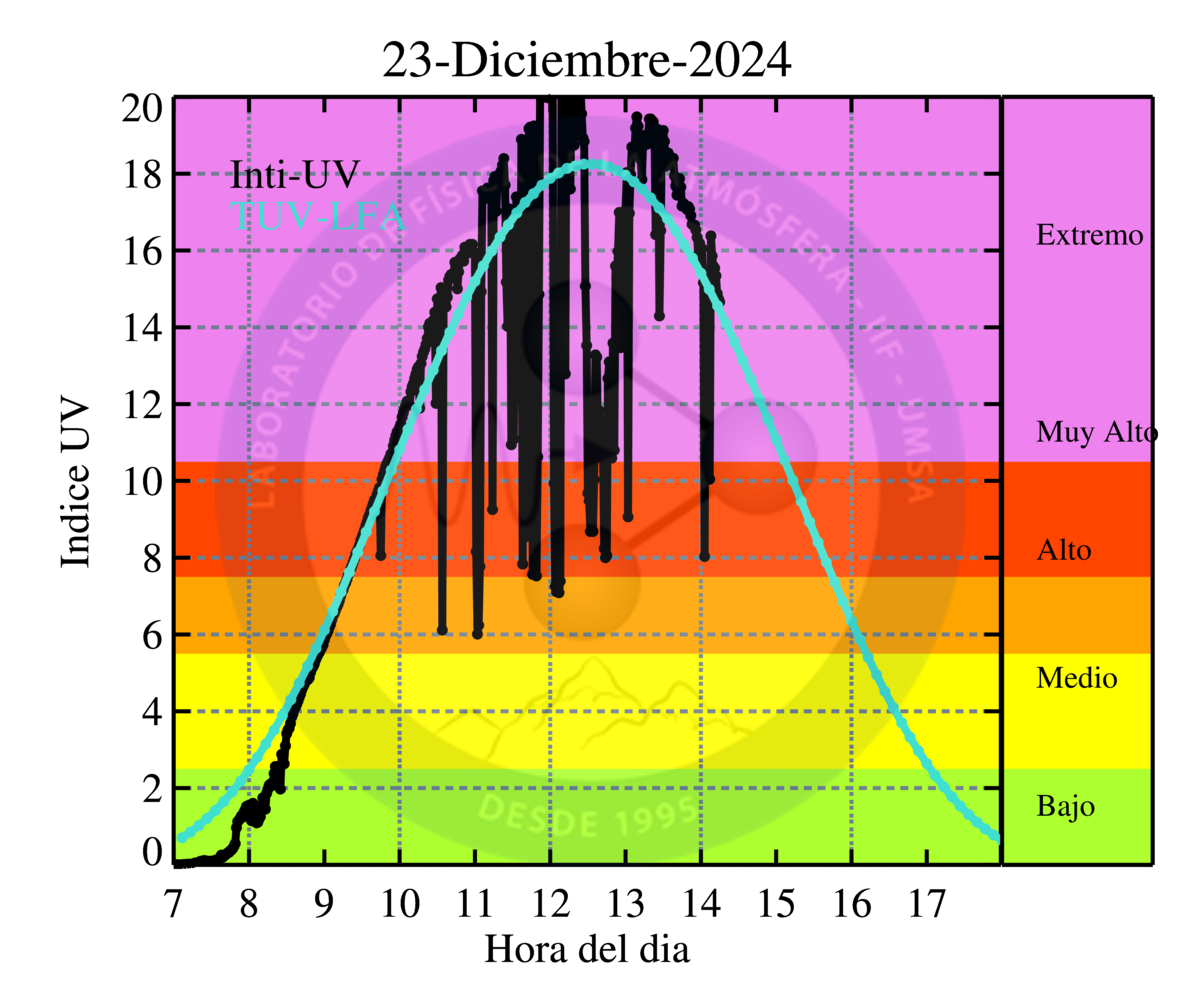 23-Diciembre-2024
20
18
16
14
12
10
8
6
4
2
0
Indice UV
Inti-UV
TUV-LFA
LABORATORIO DE FÍSICA DE LA ATMÓSFERA - IIF - UMSA
DESDE 1995
Extremo
Muy Alto
Alto
Medio
Bajo
7 8 9 10 11 12 13 14 15 16 17
Hora del dia